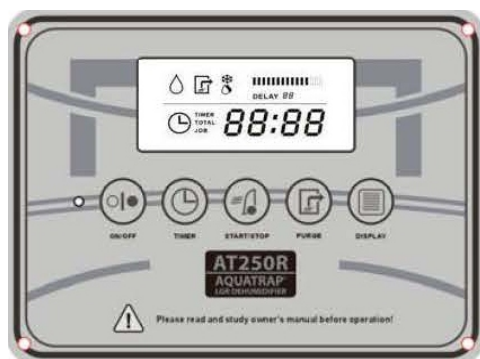 DELAY 88
TIMER
TOTAL
JOB
88:88
ON/OFF TIMER START/STOP PURGE DISPLAY
AT250R
AQUATRAP
LGR DEHUMIDIFIER
Please read and study owner's manual before operation!